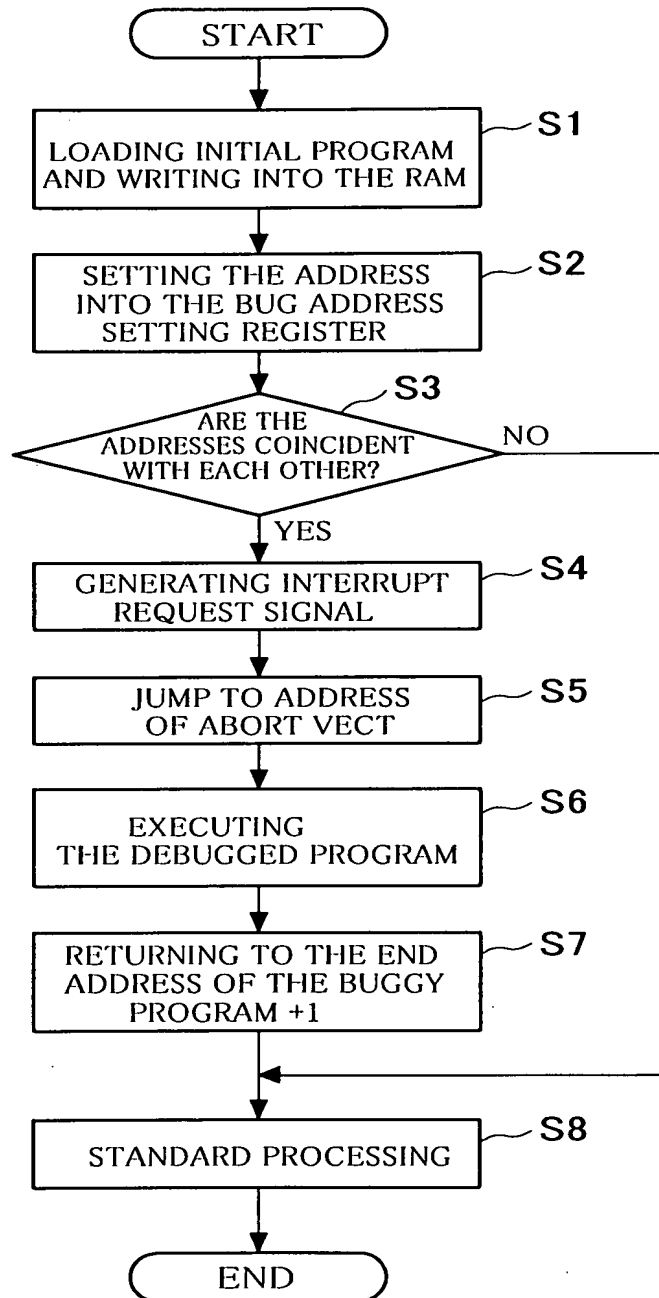 START
S1
LOADING INITIAL PROGRAM
AND WRITING INTO THE RAM
S2
SETTING THE ADDRESS
INTO THE BUG ADDRESS
SETTING REGISTER
S3
ARE THE
ADDRESSES COINCIDENT
WITH EACH OTHER?
NO
YES
S4
GENERATING INTERRUPT
REQUEST SIGNAL
S5
JUMP TO ADDRESS
OF ABORT VECT
S6
EXECUTING
THE DEBUGGED PROGRAM
S7
RETURNING TO THE END
ADDRESS OF THE BUGGY
PROGRAM +1
S8
STANDARD PROCESSING
END